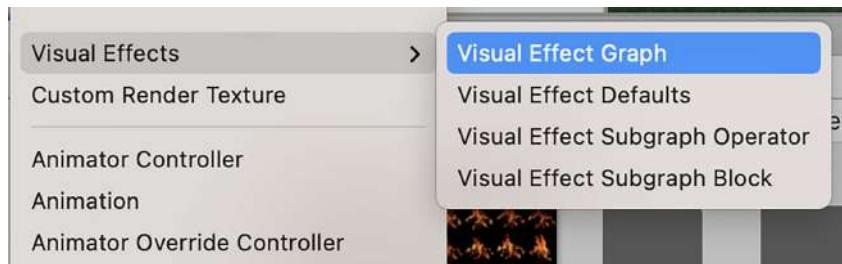 Visual Effects
Custom Render Texture
Animator Controller
Animation
Animator Override Controller
Visual Effect Graph
Visual Effect Defaults
Visual Effect Subgraph Operator
Visual Effect Subgraph Block